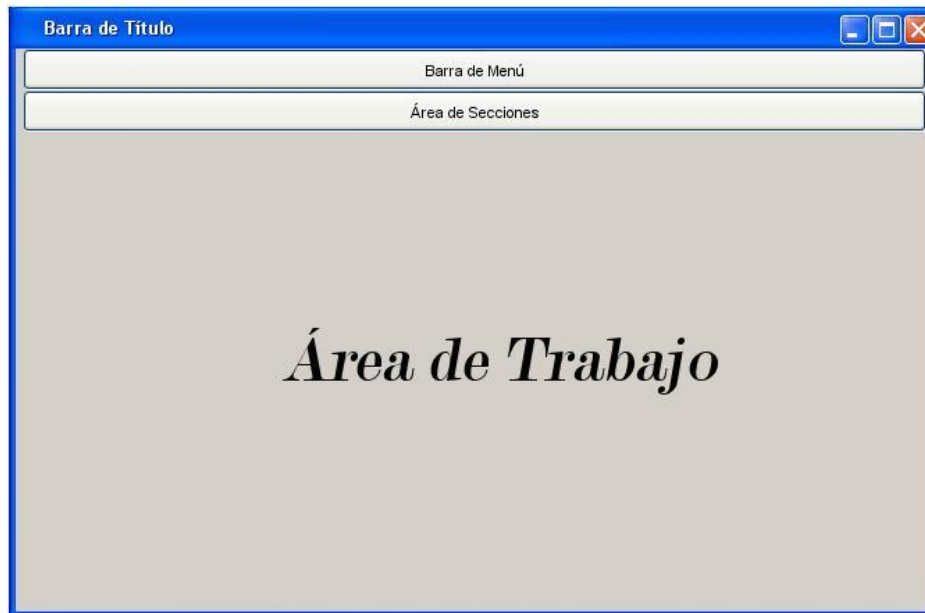 Barra de Título
Barra de Menú
Área de Secciones
Área de Trabajo